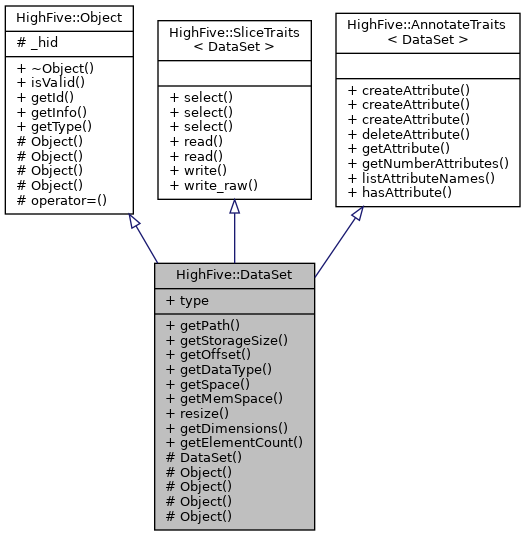 HighFive::Object
# _hid
+ ~Object()
+ isValid()
+ getId()
+ getInfo()
+ getType()
# Object()
# Object()
# Object()
# Object()
# operator=()
HighFive::SliceTraits
< DataSet >
+ select()
+ select()
+ select()
+ read()
+ read()
+ write()
+ write_raw()
HighFive::AnnotateTraits
< DataSet >
+ createAttribute()
+ createAttribute()
+ createAttribute()
+ deleteAttribute()
+ getAttribute()
+ getNumberAttributes()
+ listAttributeNames()
+ hasAttribute()
HighFive::DataSet
+ type
+ getPath()
+ getStorageSize()
+ getOffset()
+ getDataType()
+ getSpace()
+ getMemSpace()
+ resize()
+ getDimensions()
+ getElementCount()
# DataSet()
# Object()
# Object()
# Object()
# Object()